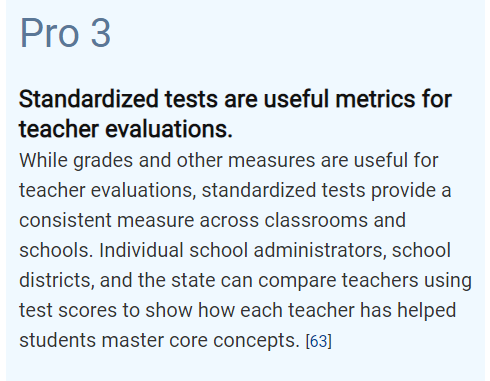 Pro 3
Standardized tests are useful metrics for
teacher evaluations.
While grades and other measures are useful for
teacher evaluations, standardized tests provide a
consistent measure across classrooms and
schools. Individual school administrators, school
districts, and the state can compare teachers using
test scores to show how each teacher has helped
students master core concepts. [63]